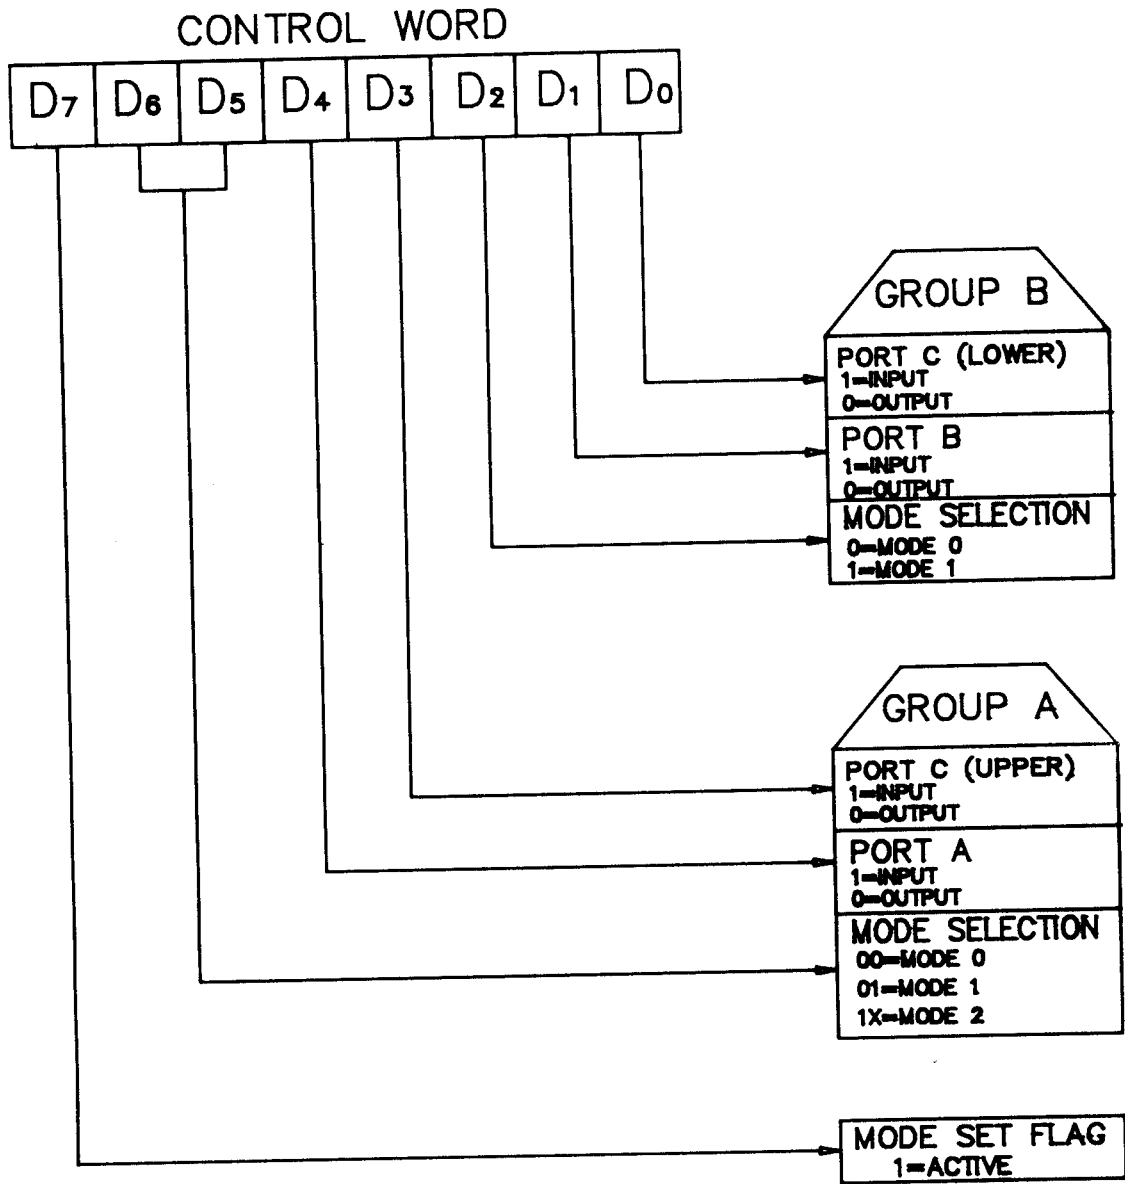 CONTROL WORD
D7 D6 D5 D4 D3 D2 D1 D0
GROUP B
PORT C (LOWER)
1=INPUT
0=OUTPUT
PORT B
1=INPUT
0=OUTPUT
MODE SELECTION
0=MODE 0
1=MODE 1
GROUP A
PORT C (UPPER)
1=INPUT
0=OUTPUT
PORT A
1=INPUT
0=OUTPUT
MODE SELECTION
00=MODE 0
01=MODE 1
1X=MODE 2
MODE SET FLAG
1=ACTIVE